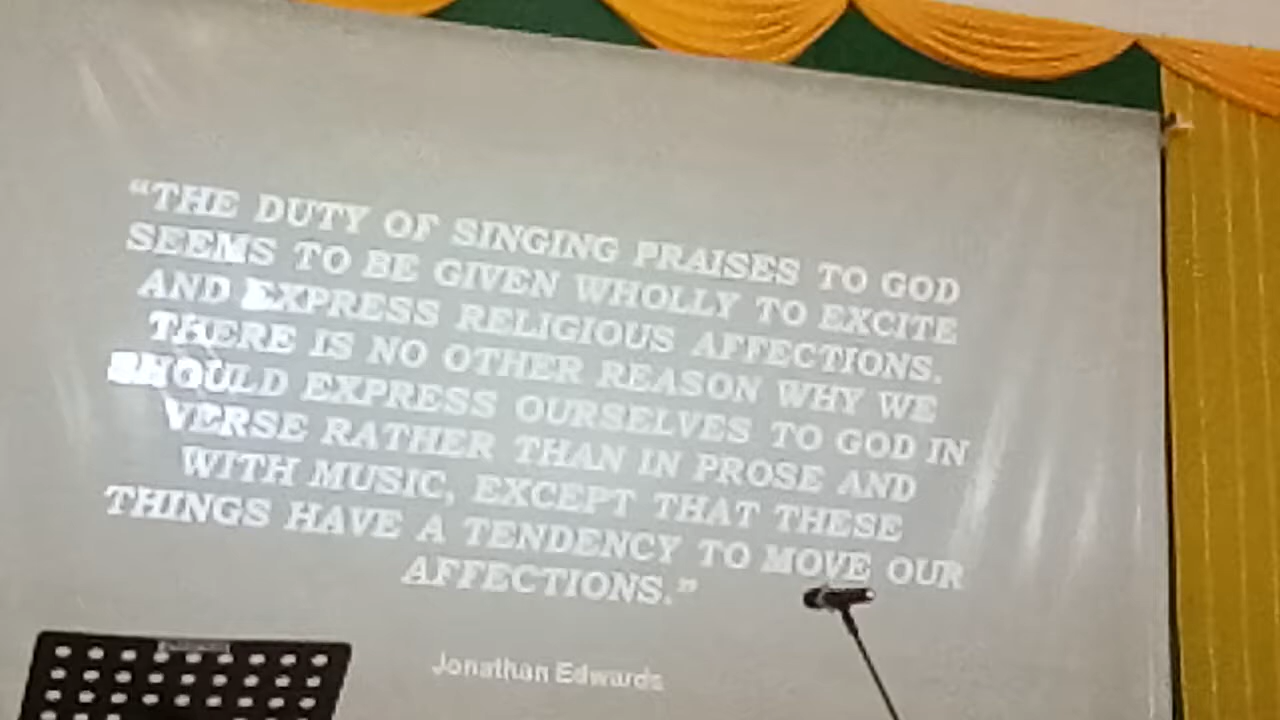 “THE DUTY OF SINGING PRAISES TO GOD
SEEMS TO BE GIVEN WHOLLY TO EXCITE
AND EXPRESS RELIGIOUS AFFECTIONS.
THERE IS NO OTHER REASON WHY WE
SHOULD EXPRESS OURSELVES TO GOD IN
VERSE RATHER THAN IN PROSE AND
WITH MUSIC, EXCEPT THAT THESE
THINGS HAVE A TENDENCY TO MOVE OUR
AFFECTIONS.”
Jonathan Edwards